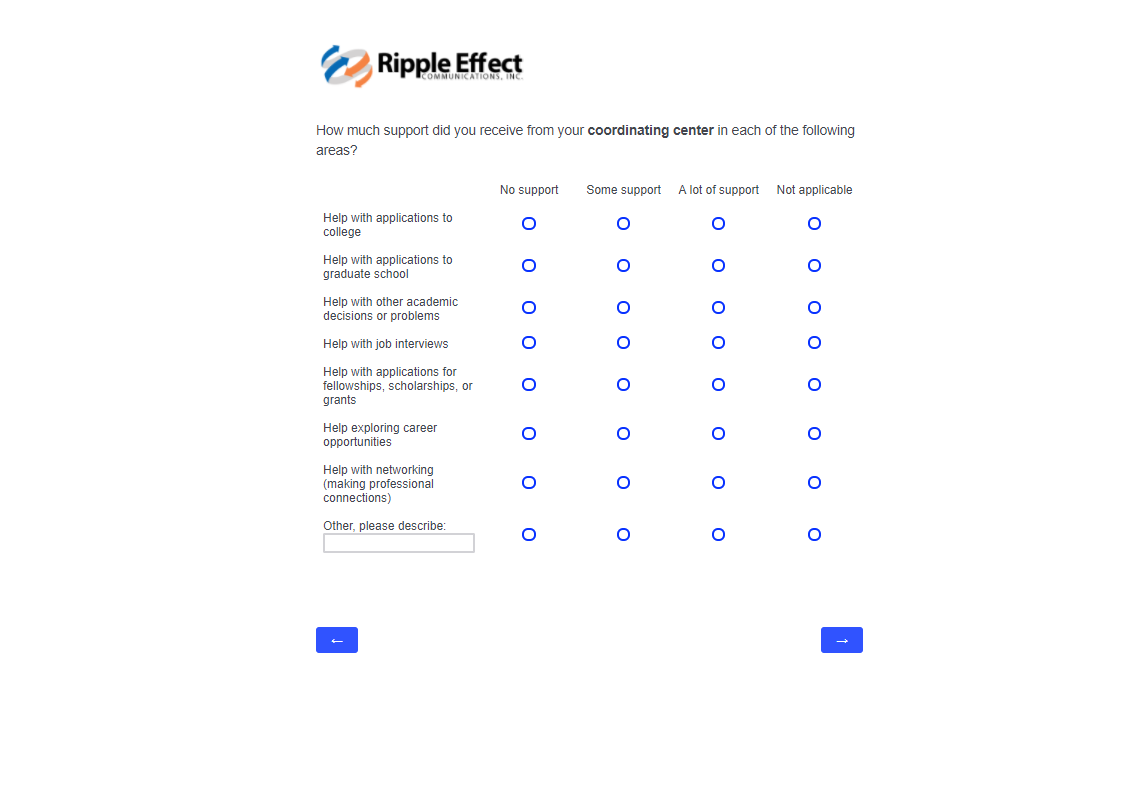 Ripple Effect
COMMUNICATIONS, INC.
How much support did you receive from your coordinating center in each of the following
areas?
No support Some support A lot of support Not applicable
Help with applications to
college
Help with applications to
graduate school
Help with other academic
decisions or problems
Help with job interviews
Help with applications for
fellowships, scholarships, or
grants
Help exploring career
opportunities
Help with networking
(making professional
connections)
Other, please describe:
←
→